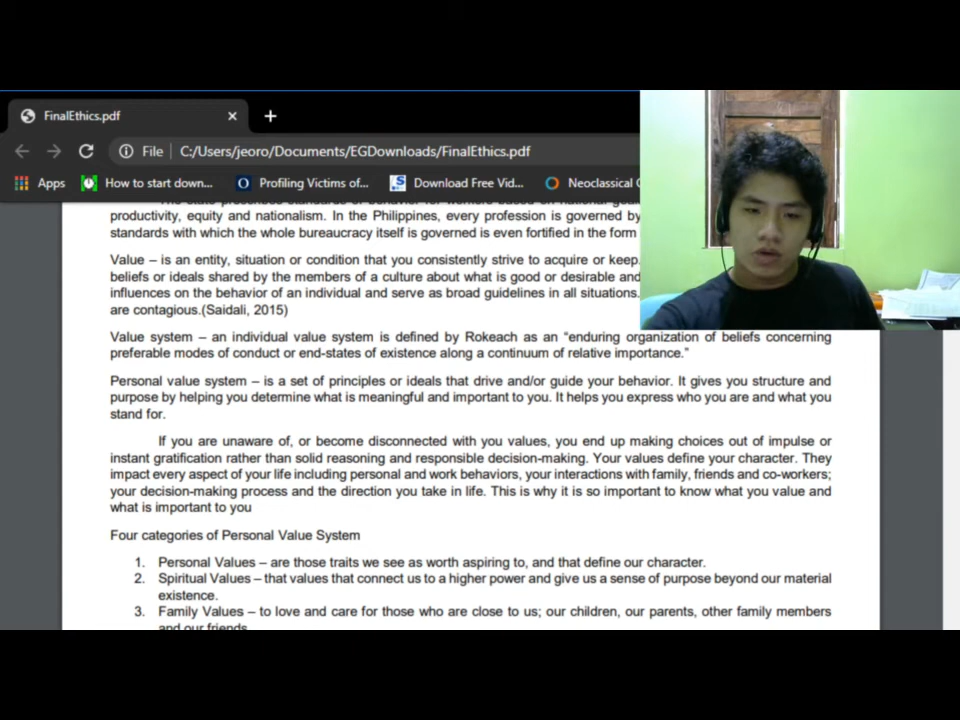 FinalEthics.pdf
File C:/Users/jeoro/Documents/EGDownloads/FinalEthics.pdf
Apps How to start down... Profiling Victims of... Download Free Vid... Neoclassical
productivity, equity and nationalism. In the Philippines, every profession is governed by
standards with which the whole bureaucracy itself is governed is even fortified in the form
Value – is an entity, situation or condition that you consistently strive to acquire or keep.
beliefs or ideals shared by the members of a culture about what is good or desirable and
influences on the behavior of an individual and serve as broad guidelines in all situations.
are contagious.(Saidali, 2015)
Value system – an individual value system is defined by Rokeach as an “enduring organization of beliefs concerning
preferable modes of conduct or end-states of existence along a continuum of relative importance.”
Personal value system – is a set of principles or ideals that drive and/or guide your behavior. It gives you structure and
purpose by helping you determine what is meaningful and important to you. It helps you express who you are and what you
stand for.
If you are unaware of, or become disconnected with you values, you end up making choices out of impulse or
instant gratification rather than solid reasoning and responsible decision-making. Your values define your character. They
impact every aspect of your life including personal and work behaviors, your interactions with family, friends and co-workers;
your decision-making process and the direction you take in life. This is why it is so important to know what you value and
what is important to you
Four categories of Personal Value System
1. Personal Values – are those traits we see as worth aspiring to, and that define our character.
2. Spiritual Values – that values that connect us to a higher power and give us a sense of purpose beyond our material
existence.
3. Family Values – to love and care for those who are close to us; our children, our parents, other family members
and our friends